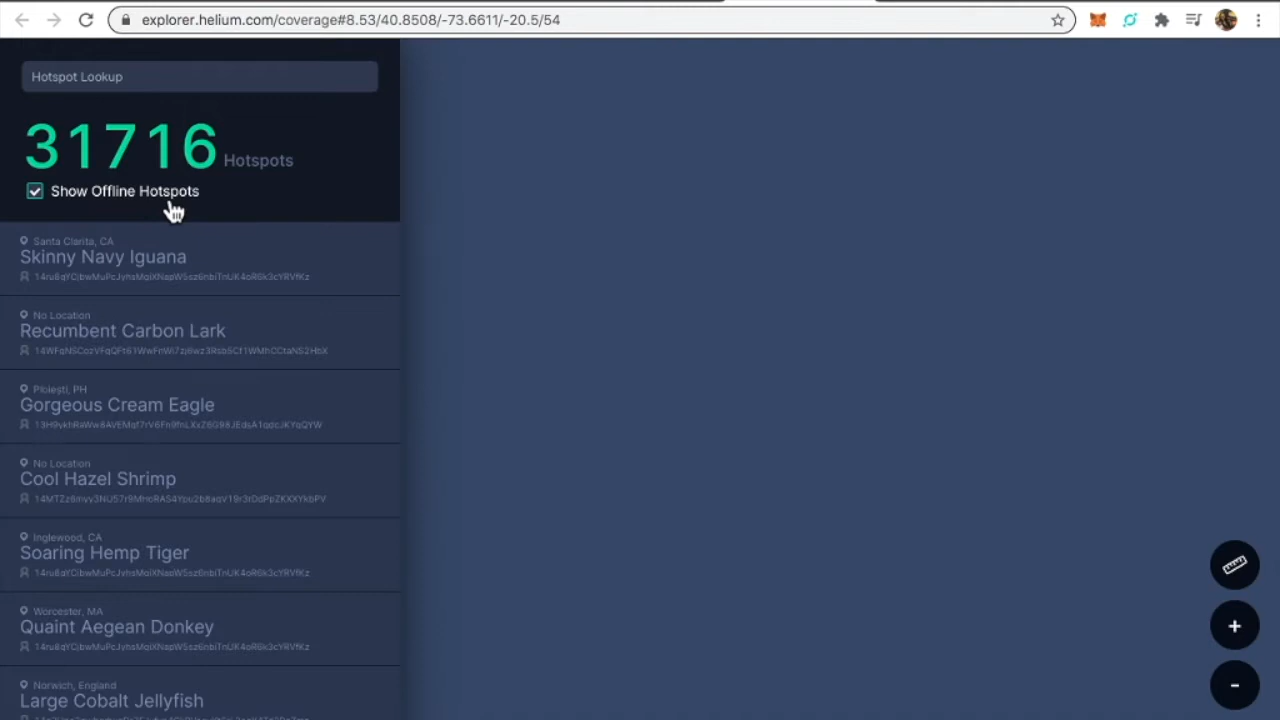 explorer.helium.com/coverage#8.53/40.8508/-73.6611/-20.5/54
Hotspot Lookup
31716 Hotspots
Show Offline Hotspots
Santa Clarita, CA
Skinny Navy Iguana
No Location
Recumbent Carbon Lark
Ploiești, PH
Gorgeous Cream Eagle
No Location
Cool Hazel Shrimp
Inglewood, CA
Soaring Hemp Tiger
Worcester, MA
Quaint Aegean Donkey
Norwich, England
Large Cobalt Jellyfish
+
-